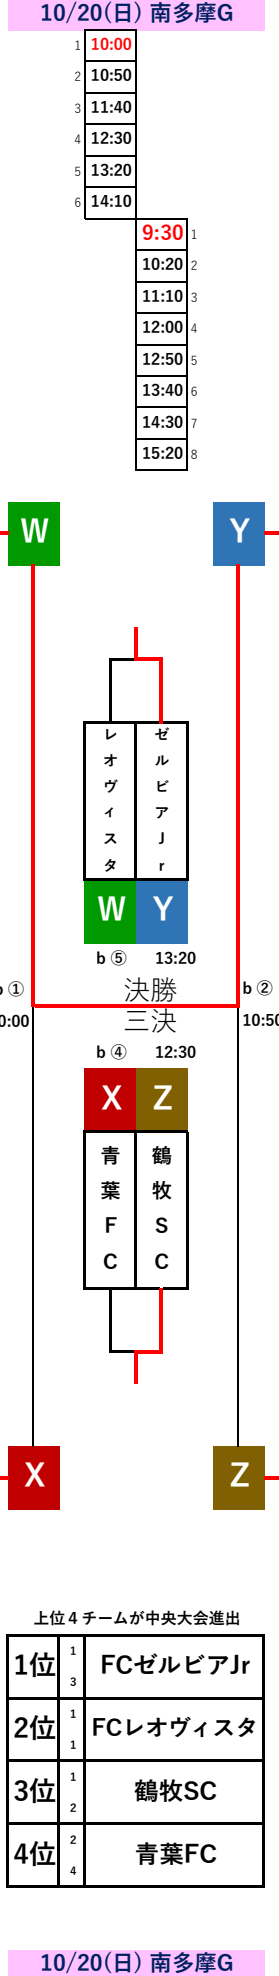 10/20(日) 南多摩G
1 10:00
2 10:50
3 11:40
4 12:30
5 13:20
6 14:10
9:30 1
10:20 2
11:10 3
12:00 4
12:50 5
13:40 6
14:30 7
15:20 8
W Y
レオヴィスタ
ゼルビアJr
W Y
b ⑤ 13:20
決勝
b ① b ②
三決
0:00 10:50
b ④ 12:30
X Z
青葉FC
鶴牧SC
X Z
上位４チームが中央大会進出
1位 1 3 FCゼルビアJr
2位 1 1 FCレオヴィスタ
3位 1 2 鶴牧SC
4位 2 4 青葉FC
10/20(日) 南多摩G